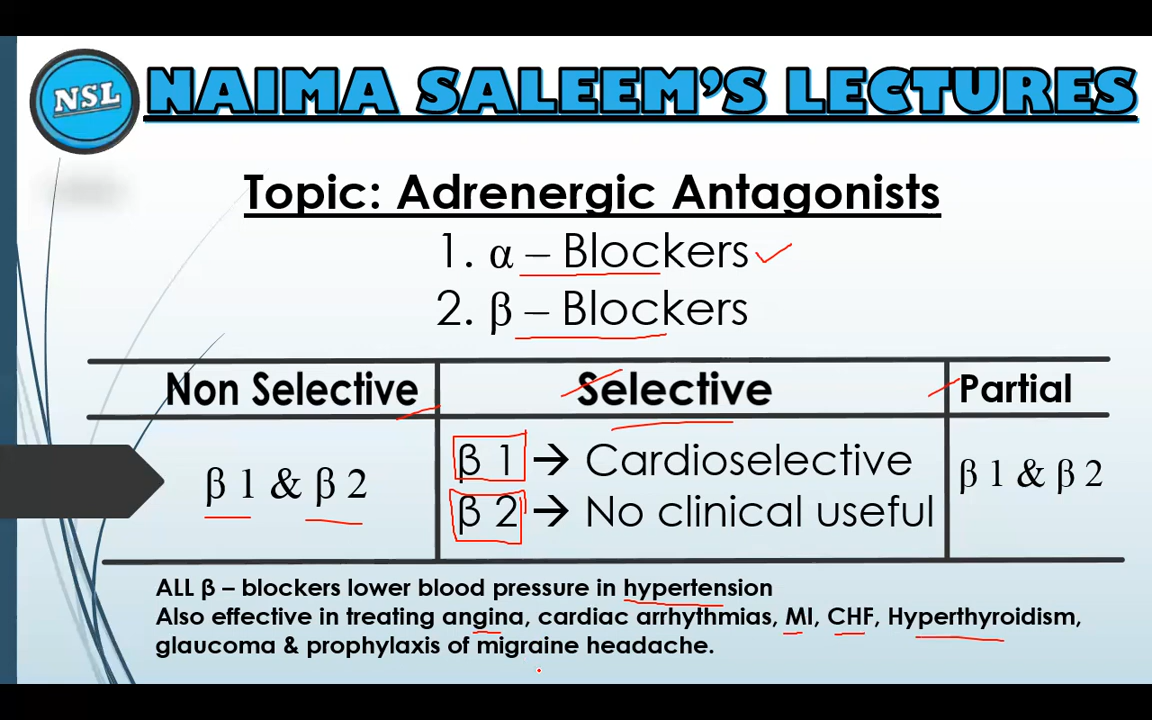 NSL
NAIMA SALEEM'S LECTURES
Topic: Adrenergic Antagonists
1. α – Blockers
2. β – Blockers
Non Selective
Selective
Partial
β 1 & β 2
β 1 → Cardioselective
β 2 → No clinical useful
β 1 & β 2
ALL β – blockers lower blood pressure in hypertension
Also effective in treating angina, cardiac arrhythmias, MI, CHF, Hyperthyroidism,
glaucoma & prophylaxis of migraine headache.